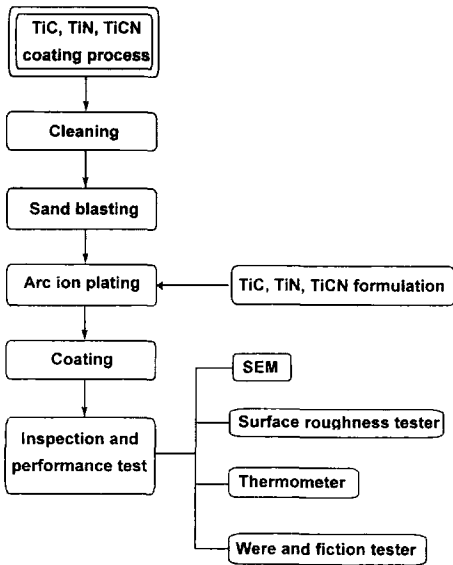 TiC, TiN, TiCN
coating process
Cleaning
Sand blasting
Arc ion plating
TiC, TiN, TiCN formulation
Coating
Inspection and
performance test
SEM
Surface roughness tester
Thermometer
Were and fiction tester